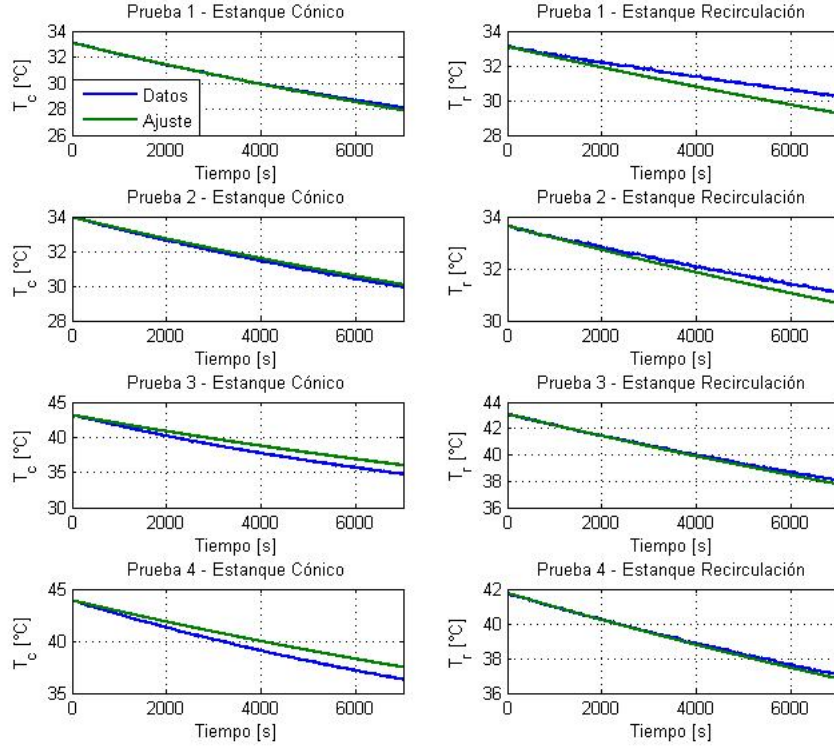 Prueba 1 - Estanque Cónico
34
32
30
28
26
T_c [°C]
Datos
Ajuste
0 2000 4000 6000
Tiempo [s]
Prueba 1 - Estanque Recirculación
34
32
30
28
T_r [°C]
0 2000 4000 6000
Tiempo [s]
Prueba 2 - Estanque Cónico
34
32
30
28
T_c [°C]
0 2000 4000 6000
Tiempo [s]
Prueba 2 - Estanque Recirculación
34
32
30
T_r [°C]
0 2000 4000 6000
Tiempo [s]
Prueba 3 - Estanque Cónico
45
40
35
30
T_c [°C]
0 2000 4000 6000
Tiempo [s]
Prueba 3 - Estanque Recirculación
44
42
40
38
36
T_r [°C]
0 2000 4000 6000
Tiempo [s]
Prueba 4 - Estanque Cónico
45
40
35
T_c [°C]
0 2000 4000 6000
Tiempo [s]
Prueba 4 - Estanque Recirculación
42
40
38
36
T_r [°C]
0 2000 4000 6000
Tiempo [s]